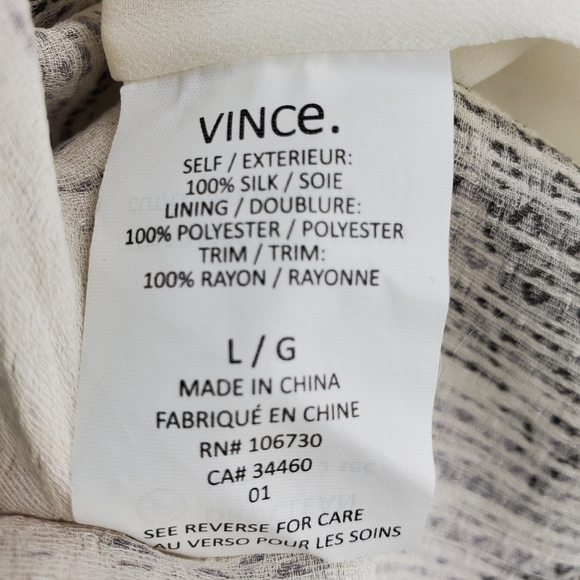 VINCe.
SELF / EXTERIEUR:
100% SILK / SOIE
LINING / DOUBLURE:
100% POLYESTER / POLYESTER
TRIM / TRIM:
100% RAYON / RAYONNE
L / G
MADE IN CHINA
FABRIQUÉ EN CHINE
RN# 106730
CA# 34460
01
SEE REVERSE FOR CARE
AU VERSO POUR LES SOINS